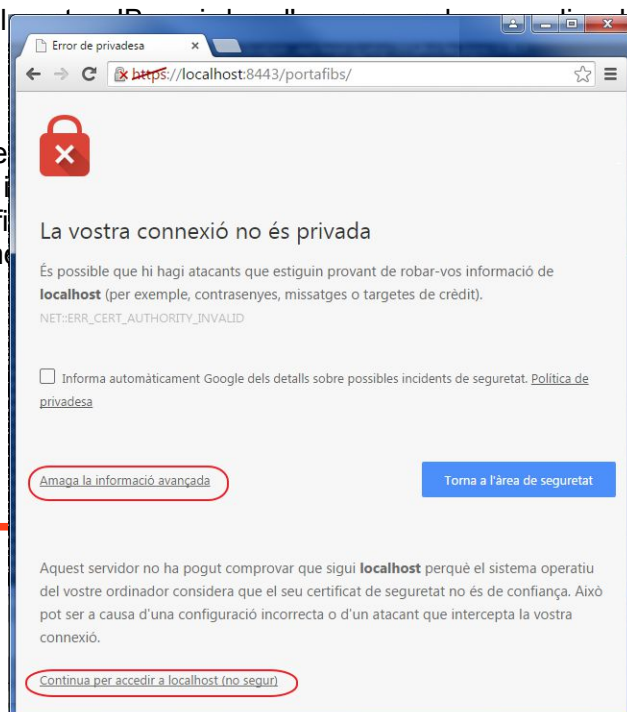 Error de privadesa
https://localhost:8443/portafibs/
La vostra connexió no és privada
És possible que hi hagi atacants que estiguin provant de robar-vos informació de
localhost (per exemple, contrasenyes, missatges o targetes de crèdit).
NET::ERR_CERT_AUTHORITY_INVALID
Informa automàticament Google dels detalls sobre possibles incidents de seguretat. Política de
privadesa
Amaga la informació avançada
Torna a l'àrea de seguretat
Aquest servidor no ha pogut comprovar que sigui localhost perquè el sistema operatiu
del vostre ordinador considera que el seu certificat de seguretat no és de confiança. Això
pot ser a causa d'una configuració incorrecta o d'un atacant que intercepta la vostra
connexió.
Continua per accedir a localhost (no segur)